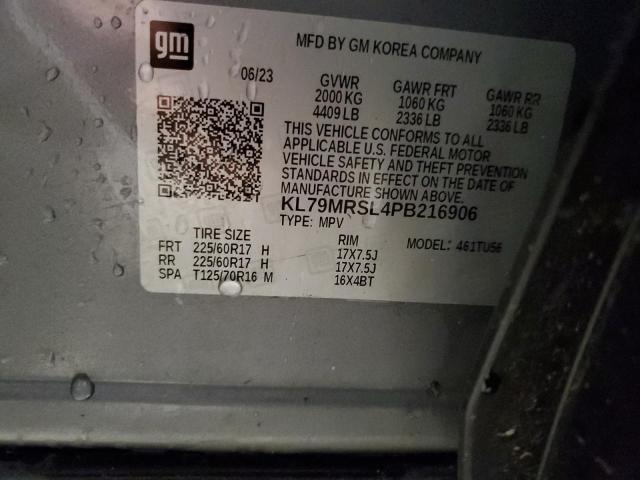 gm
MFD BY GM KOREA COMPANY
06/23
GVWR GAWR FRT GAWR RR
2000 KG 1060 KG 1060 KG
4409 LB 2336 LB 2336 LB
THIS VEHICLE CONFORMS TO ALL
APPLICABLE U.S. FEDERAL MOTOR
VEHICLE SAFETY AND THEFT PREVENTION
STANDARDS IN EFFECT ON THE DATE OF
MANUFACTURE SHOWN ABOVE.
KL79MRSL4PB216906
TYPE: MPV
TIRE SIZE RIM MODEL: 461TU56
FRT 225/60R17 H 17X7.5J
RR 225/60R17 H 17X7.5J
SPA T125/70R16 M 16X4BT